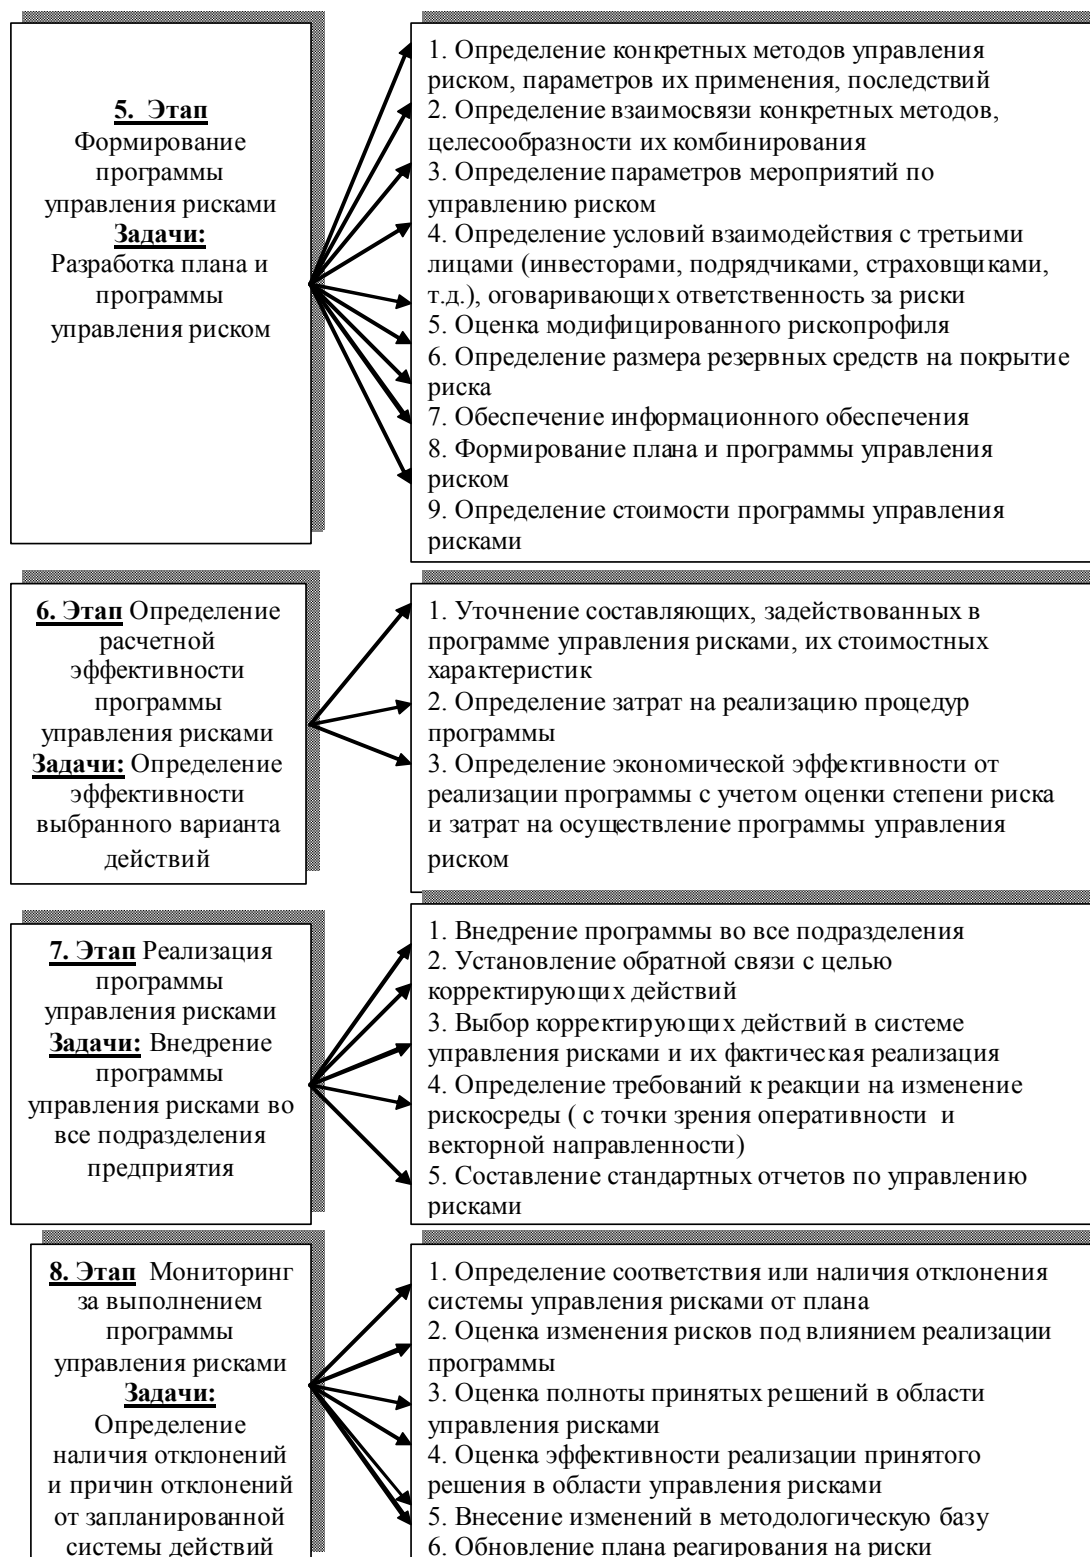 5. Этап
Формирование
программы
управления рисками
Задачи:
Разработка плана и
программы
управления риском
1. Определение конкретных методов управления
риском, параметров их применения, последствий
2. Определение взаимосвязи конкретных методов,
целесообразности их комбинирования
3. Определение параметров мероприятий по
управлению риском
4. Определение условий взаимодействия с третьими
лицами (инвесторами, подрядчиками, страховщиками,
т.д.), оговаривающих ответственность за риски
5. Оценка модифицированного рископрофиля
6. Определение размера резервных средств на покрытие
риска
7. Обеспечение информационного обеспечения
8. Формирование плана и программы управления
риском
9. Определение стоимости программы управления
рисками
6. Этап Определение
расчетной
эффективности
программы
управления рисками
Задачи: Определение
эффективности
выбранного варианта
действий
1. Уточнение составляющих, задействованных в
программе управления рисками, их стоимостных
характеристик
2. Определение затрат на реализацию процедур
программы
3. Определение экономической эффективности от
реализации программы с учетом оценки степени риска
и затрат на осуществление программы управления
риском
7. Этап Реализация
программы
управления рисками
Задачи: Внедрение
программы
управления рисками во
все подразделения
предприятия
1. Внедрение программы во все подразделения
2. Установление обратной связи с целью
корректирующих действий
3. Выбор корректирующих действий в системе
управления рисками и их фактическая реализация
4. Определение требований к реакции на изменение
рискосреды ( с точки зрения оперативности и
векторной направленности)
5. Составление стандартных отчетов по управлению
рисками
8. Этап Мониторинг
за выполнением
программы
управления рисками
Задачи:
Определение
наличия отклонений
и причин отклонений
от запланированной
системы действий
1. Определение соответствия или наличия отклонения
системы управления рисками от плана
2. Оценка изменения рисков под влиянием реализации
программы
3. Оценка полноты принятых решений в области
управления рисками
4. Оценка эффективности реализации принятого
решения в области управления рисками
5. Внесение изменений в методологическую базу
6. Обновление плана реагирования на риски